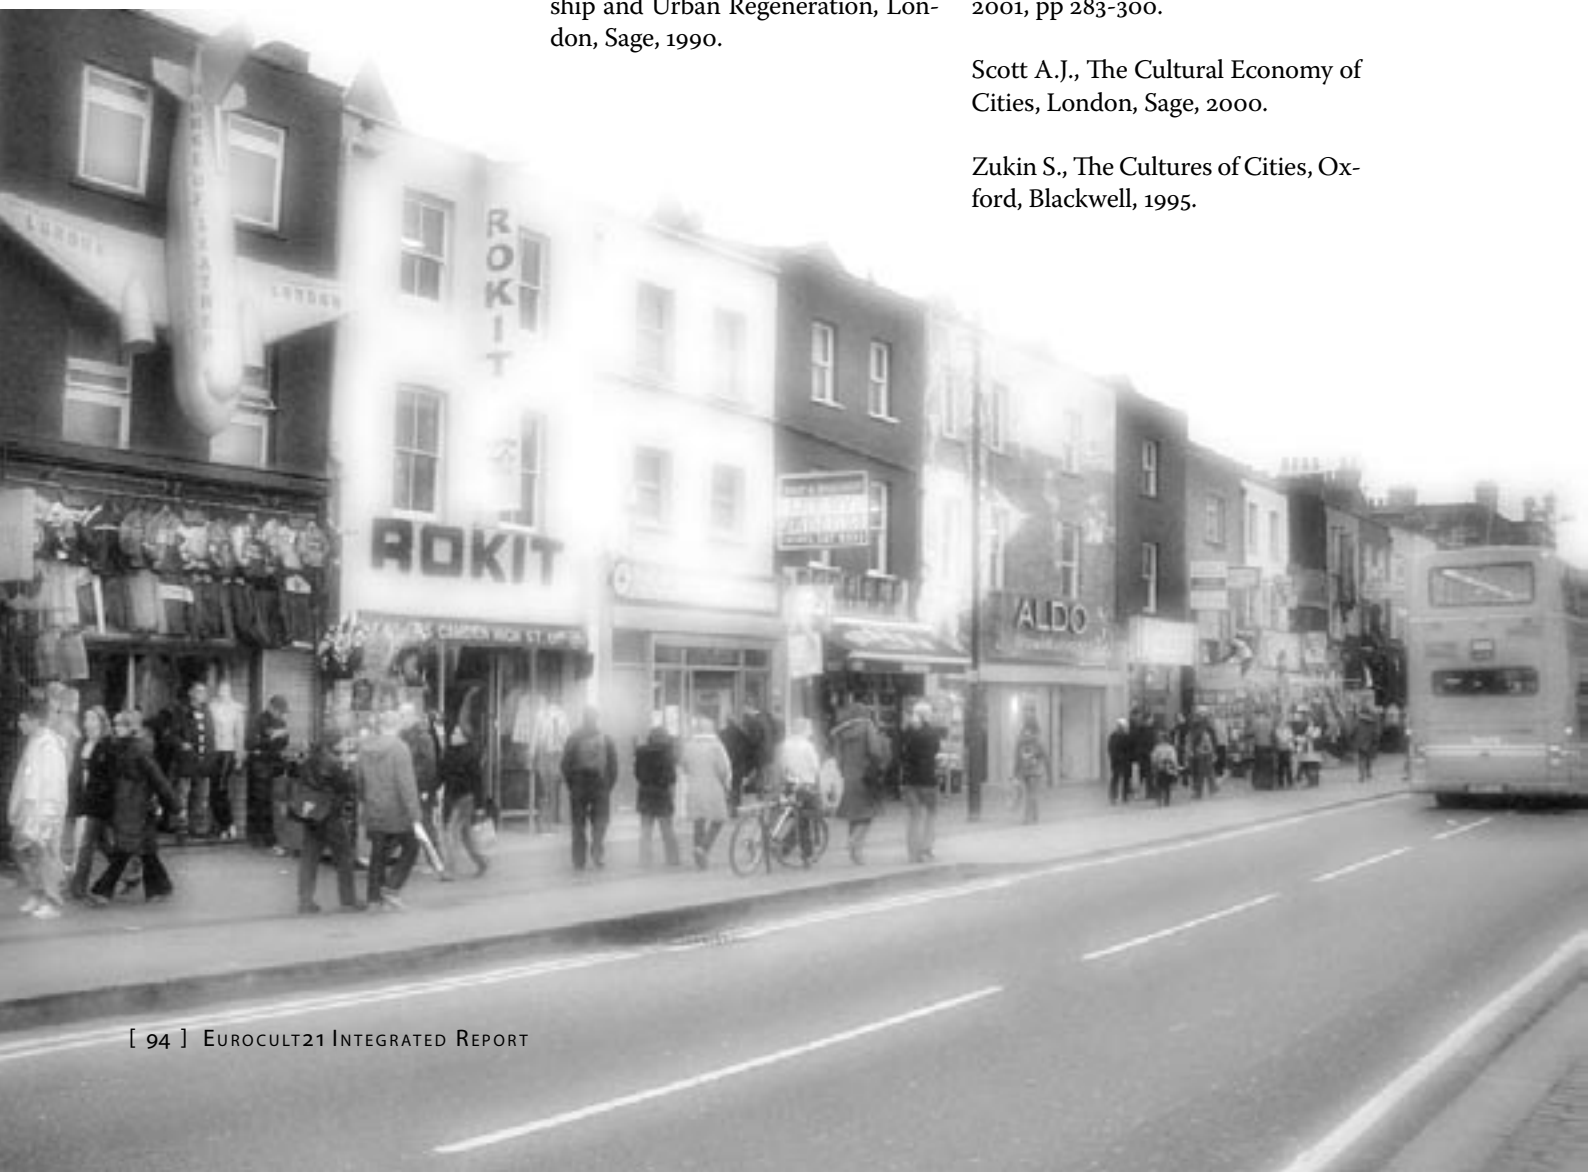 ship and Urban Regeneration, Lon-
don, Sage, 1990.
2001, pp 283-300.
Scott A.J., The Cultural Economy of
Cities, London, Sage, 2000.
Zukin S., The Cultures of Cities, Ox-
ford, Blackwell, 1995.
LONDON
LONDON
ROKIT
ROKIT
CAMDEN HIGH ST.
ALDO
[ 94 ] Eurocult21 Integrated Report